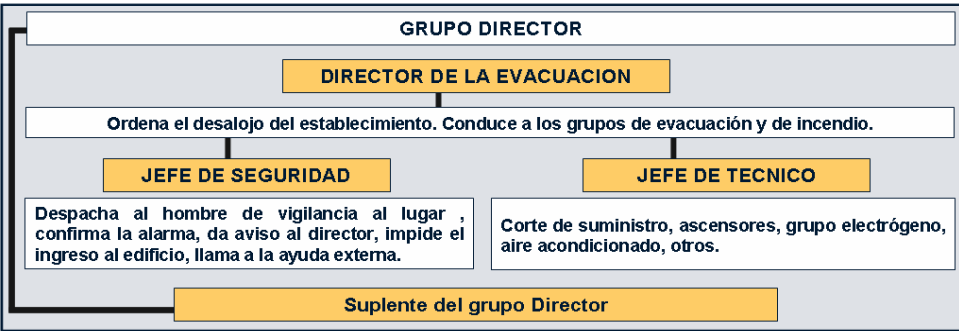 GRUPO DIRECTOR
DIRECTOR DE LA EVACUACION
Ordena el desalojo del establecimiento. Conduce a los grupos de evacuación y de incendio.
JEFE DE SEGURIDAD
Despacha al hombre de vigilancia al lugar ,
confirma la alarma, da aviso al director, impide el
ingreso al edificio, llama a la ayuda externa.
JEFE DE TECNICO
Corte de suministro, ascensores, grupo electrógeno,
aire acondicionado, otros.
Suplente del grupo Director